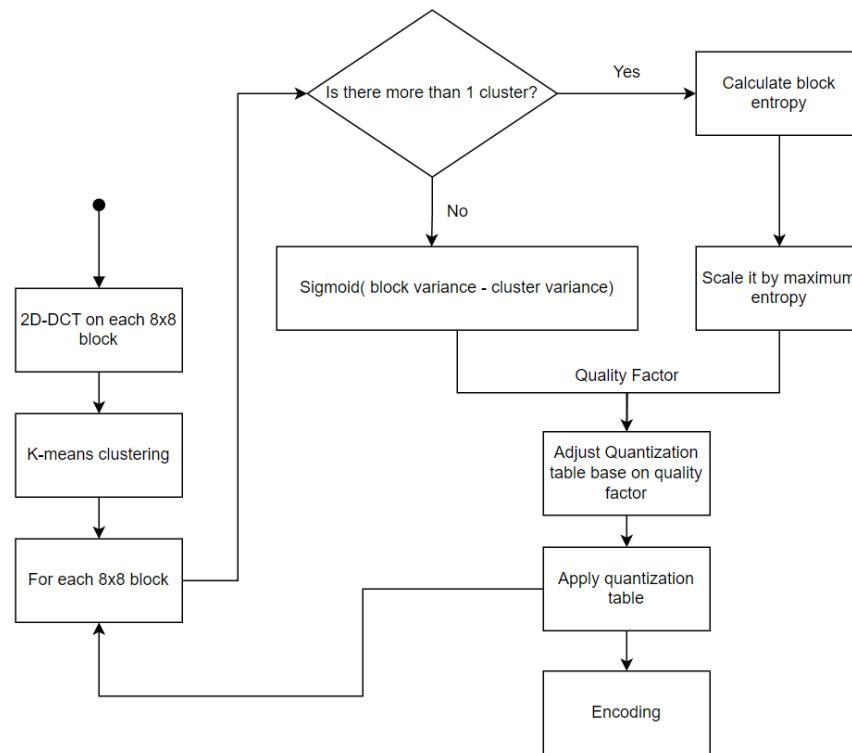 Is there more than 1 cluster?
Yes
Calculate block
entropy
No
Sigmoid( block variance - cluster variance)
Scale it by maximum
entropy
2D-DCT on each 8x8
block
K-means clustering
For each 8x8 block
Quality Factor
Adjust Quantization
table base on quality
factor
Apply quantization
table
Encoding